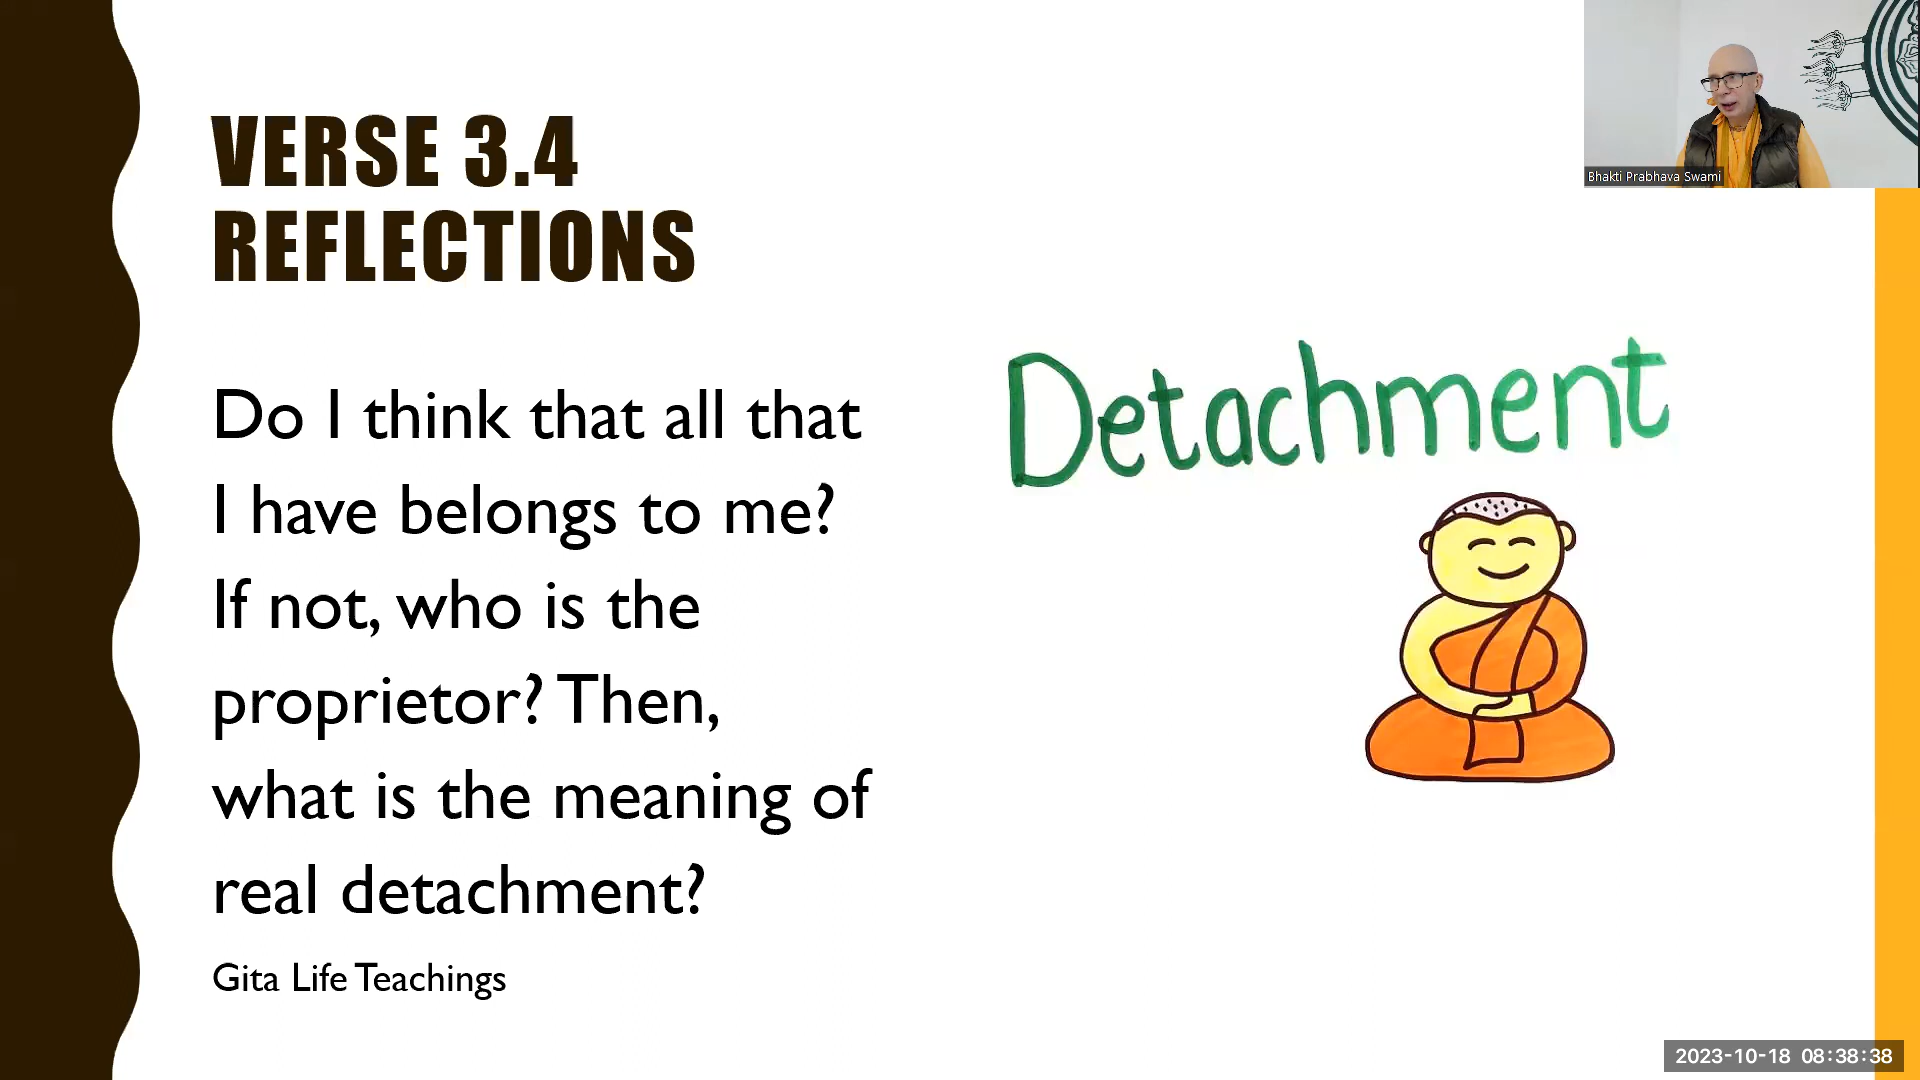 VERSE 3.4
REFLECTIONS
Do I think that all that
I have belongs to me?
If not, who is the
proprietor? Then,
what is the meaning of
real detachment?
Gita Life Teachings
Detachment
Bhakti Prabhava Swami
2023-10-18 08:38:38